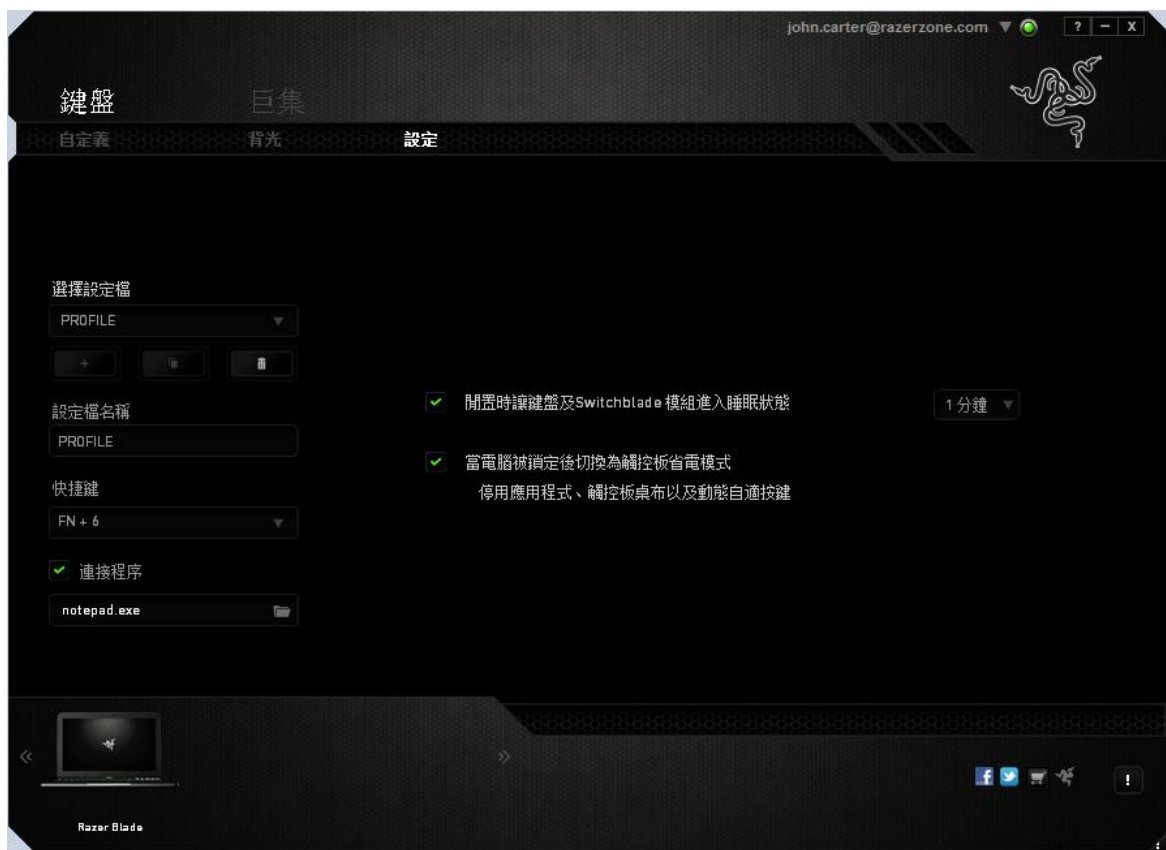 john.carter@razerzone.com ? – X
鍵盤 巨集
自定義 背光 設定
選擇設定檔
PROFILE
設定檔名稱
PROFILE
快捷鍵
FN + 6
連接程序
notepad.exe
閒置時讓鍵盤及Switchblade 模組進入睡眠狀態 1 分鐘
當電腦被鎖定後切換為觸控板省電模式
停用應用程式、觸控板桌布以及動態自適按鍵
Razer Blade
!